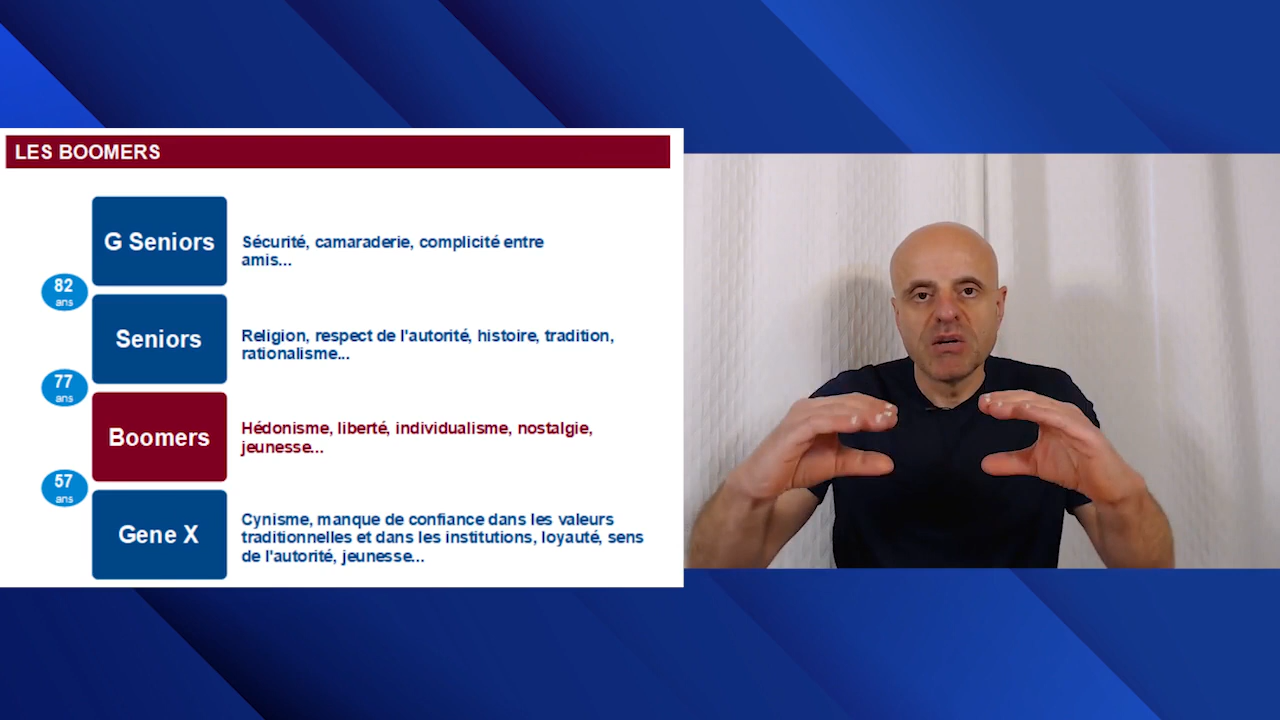 LES BOOMERS
G Seniors
Sécurité, camaraderie, complicité entre
amis...
82
ans
Seniors
Religion, respect de l'autorité, histoire, tradition,
rationalisme...
77
ans
Boomers
Hédonisme, liberté, individualisme, nostalgie,
jeunesse...
57
ans
Gene X
Cynisme, manque de confiance dans les valeurs
traditionnelles et dans les institutions, loyauté, sens
de l'autorité, jeunesse...